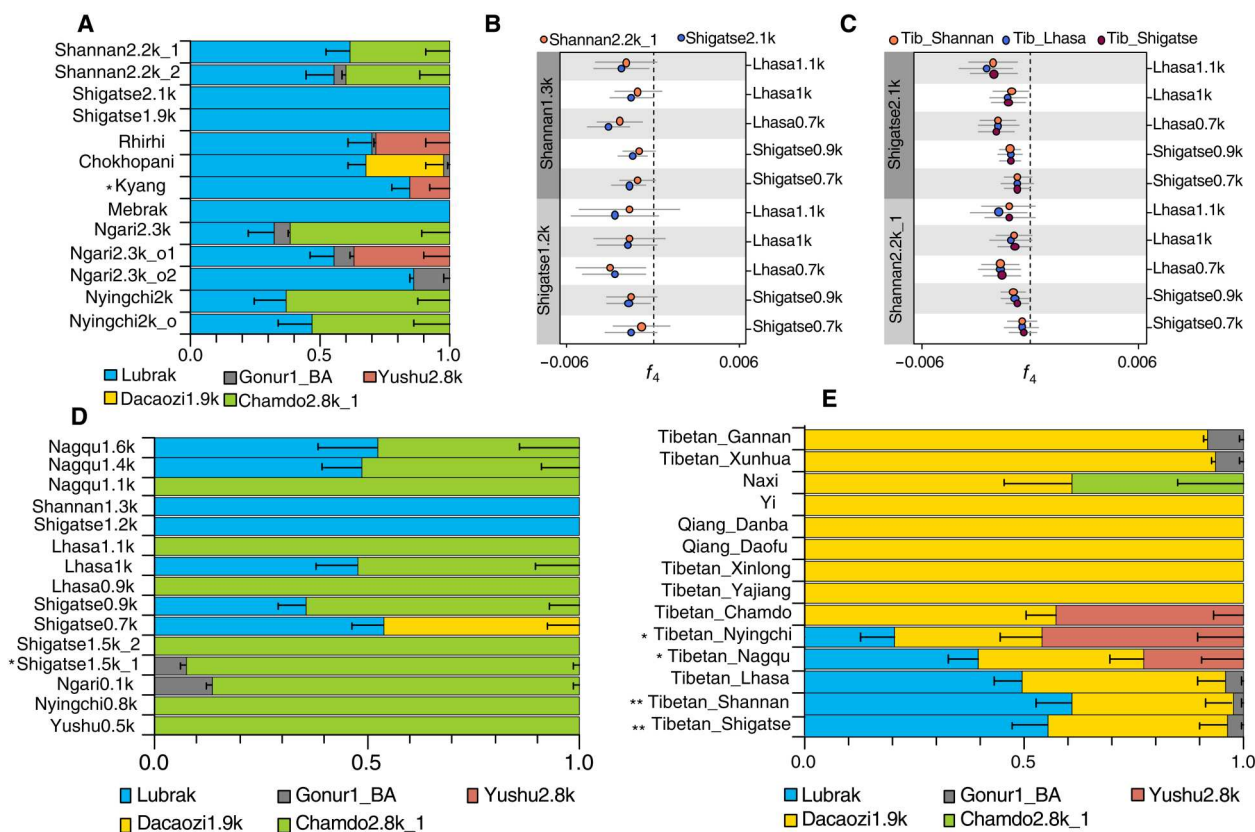 A
Shannan2.2k_1
Shannan2.2k_2
Shigatse2.1k
Shigatse1.9k
Rhirhi
Chokhopani
*Kyang
Mebrak
Ngari2.3k
Ngari2.3k_o1
Ngari2.3k_o2
Nyingchi2k
Nyingchi2k_o
0.0 0.5 1.0
Lubrak Gonur1_BA Yushu2.8k
Dacaozi1.9k Chamdo2.8k_1
B
Shannan2.2k_1 Shigatse2.1k
Shannan1.3k
Shigatse1.2k
Lhasa1.1k
Lhasa1k
Lhasa0.7k
Shigatse0.9k
Shigatse0.7k
Lhasa1.1k
Lhasa1k
Lhasa0.7k
Shigatse0.9k
Shigatse0.7k
−0.006 0.006
f4
C
Tib_Shannan Tib_Lhasa Tib_Shigatse
Shigatse2.1k
Shannan2.2k_1
Lhasa1.1k
Lhasa1k
Lhasa0.7k
Shigatse0.9k
Shigatse0.7k
Lhasa1.1k
Lhasa1k
Lhasa0.7k
Shigatse0.9k
Shigatse0.7k
−0.006 0.006
f4
D
Nagqu1.6k
Nagqu1.4k
Nagqu1.1k
Shannan1.3k
Shigatse1.2k
Lhasa1.1k
Lhasa1k
Lhasa0.9k
Shigatse0.9k
Shigatse0.7k
Shigatse1.5k_2
*Shigatse1.5k_1
Ngari0.1k
Nyingchi0.8k
Yushu0.5k
0.0 0.5 1.0
Lubrak Gonur1_BA Yushu2.8k
Dacaozi1.9k Chamdo2.8k_1
E
Tibetan_Gannan
Tibetan_Xunhua
Naxi
Yi
Qiang_Danba
Qiang_Daofu
Tibetan_Xinlong
Tibetan_Yajiang
Tibetan_Chamdo
* Tibetan_Nyingchi
* Tibetan_Nagqu
Tibetan_Lhasa
** Tibetan_Shannan
** Tibetan_Shigatse
0.0 0.5 1.0
Lubrak Gonur1_BA Yushu2.8k
Dacaozi1.9k Chamdo2.8k_1